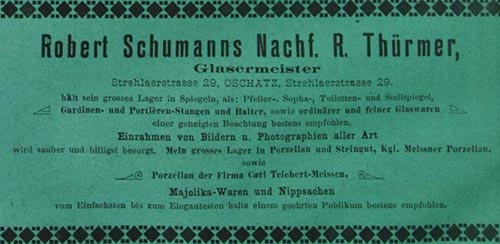 Robert Schumanns Nachf. R. Thürmer,
Glasermeister
Strehlaerstrasse 29, OSCHATZ, Strehlaerstrasse 29.
hält sein grosses Lager in Spiegeln, als: Pfeiler-, Sopha-, Toiletten- und Stellspiegel,
Gardinen- und Portièren-Stangen und Halter, sowie ordinärer und feiner Glaswaren
einer geneigten Beachtung bestens empfohlen.
Einrahmen von Bildern u. Photographien aller Art
wird sauber und billigst besorgt. Mein grosses Lager in Porzellan und Steingut, Kgl. Meissner Porzellan,
sowie
Porzellan der Firma Carl Teichert-Meissen.
Majolika-Waren und Nippsachen
vom Einfachsten bis zum Elegantesten halte einem geehrten Publikum bestens empfohlen.